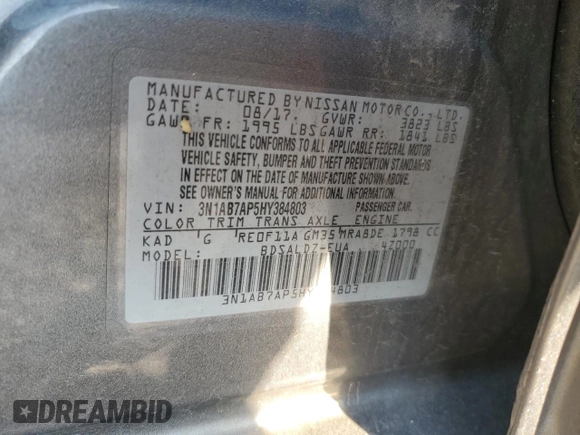 MANUFACTURED BY NISSAN MOTOR CO., LTD.
DATE: 08/17. GVWR: 3823 LBS
GAWR FR: 1995 LBS GAWR RR: 1841 LBS
THIS VEHICLE CONFORMS TO ALL APPLICABLE FEDERAL MOTOR
VEHICLE SAFETY, BUMPER AND THEFT PREVENTION STANDARDS
IN EFFECT ON THE DATE OF MANUFACTURE SHOWN ABOVE.
SEE OWNER'S MANUAL FOR ADDITIONAL INFORMATION.
VIN: 3N1AB7AP5HY384803 PASSENGER CAR.
COLOR TRIM TRANS AXLE ENGINE
KAD 'G 'RE0F11A GM35 'MRA8DE 1798 CC
MODEL: BDSALDZ-EUA 4Z000
3N1AB7AP5HY 4803
DREAMBID